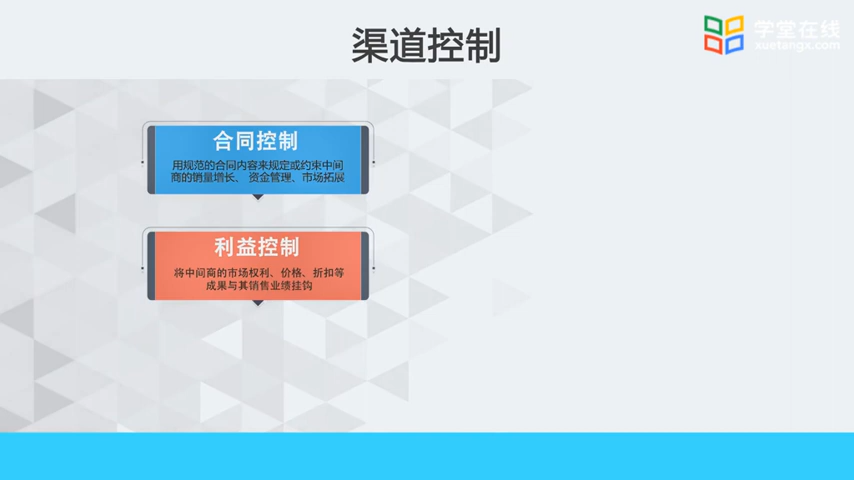 渠道控制
学堂在线
xuetangx.com
合同控制
用规范的合同内容来规定或约束中间
商的销量增长、资金管理、市场拓展
利益控制
将中间商的市场权利、价格、折扣等
成果与其销售业绩挂钩